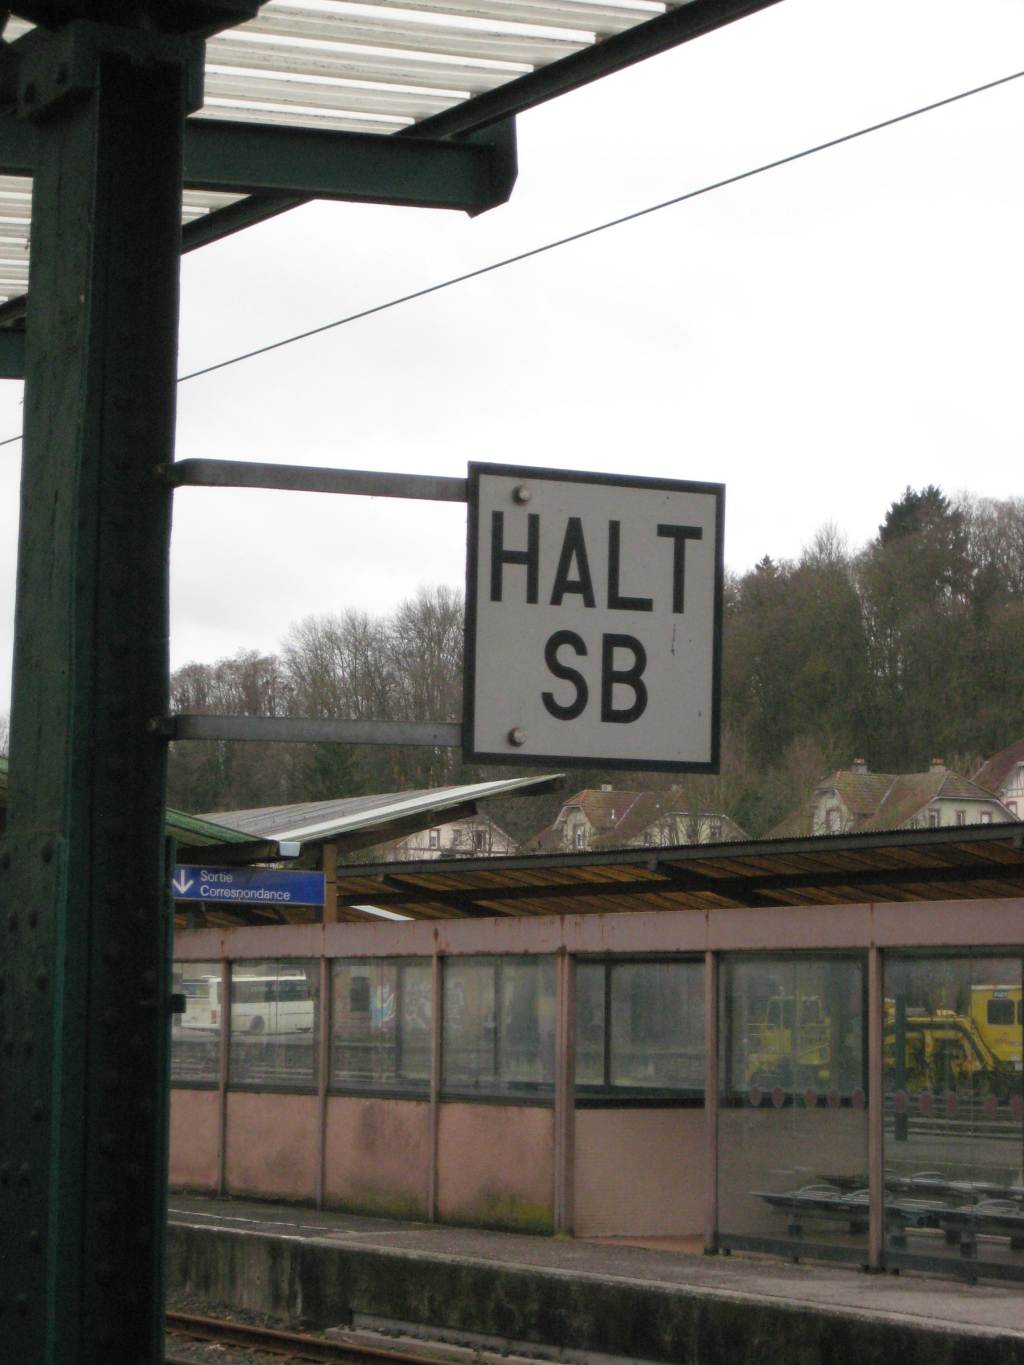 HALT
SB
Sortie
Correspondance